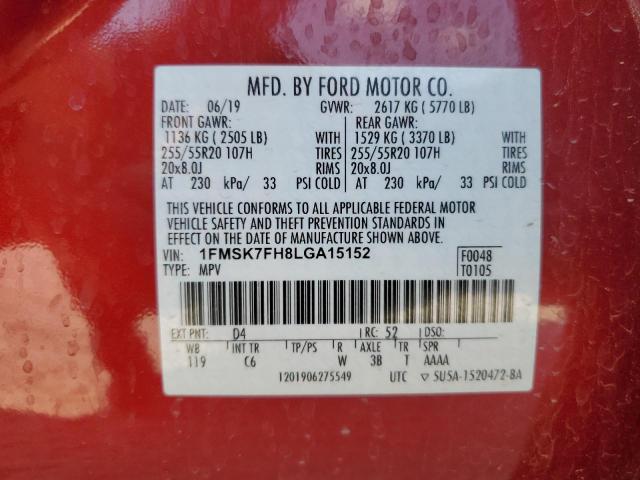 MFD. BY FORD MOTOR CO.
DATE: 06/19 GVWR: 2617 KG ( 5770 LB)
FRONT GAWR: REAR GAWR:
1136 KG ( 2505 LB) WITH 1529 KG ( 3370 LB) WITH
255/55R20 107H TIRES 255/55R20 107H TIRES
20x8.0J RIMS 20x8.0J RIMS
AT 230 kPa/ 33 PSI COLD AT 230 kPa/ 33 PSI COLD
THIS VEHICLE CONFORMS TO ALL APPLICABLE FEDERAL MOTOR
VEHICLE SAFETY AND THEFT PREVENTION STANDARDS IN
EFFECT ON THE DATE OF MANUFACTURE SHOWN ABOVE.
VIN: 1FMSK7FH8LGA15152 F0048
TYPE: MPV T0105
EXT PNT: D4 RC: 52 DSO:
WB INT TR TP/PS R AXLE TR SPR
119 C6 W 3B T AAAA
1201906275549 UTC ▽ SU5A-1520472-BA